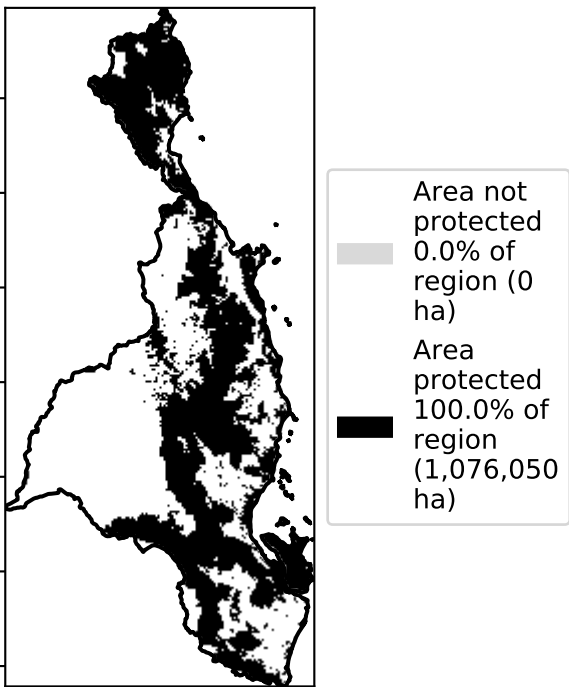 Area not
protected
0.0% of
region (0
ha)
Area
protected
100.0% of
region
(1,076,050
ha)